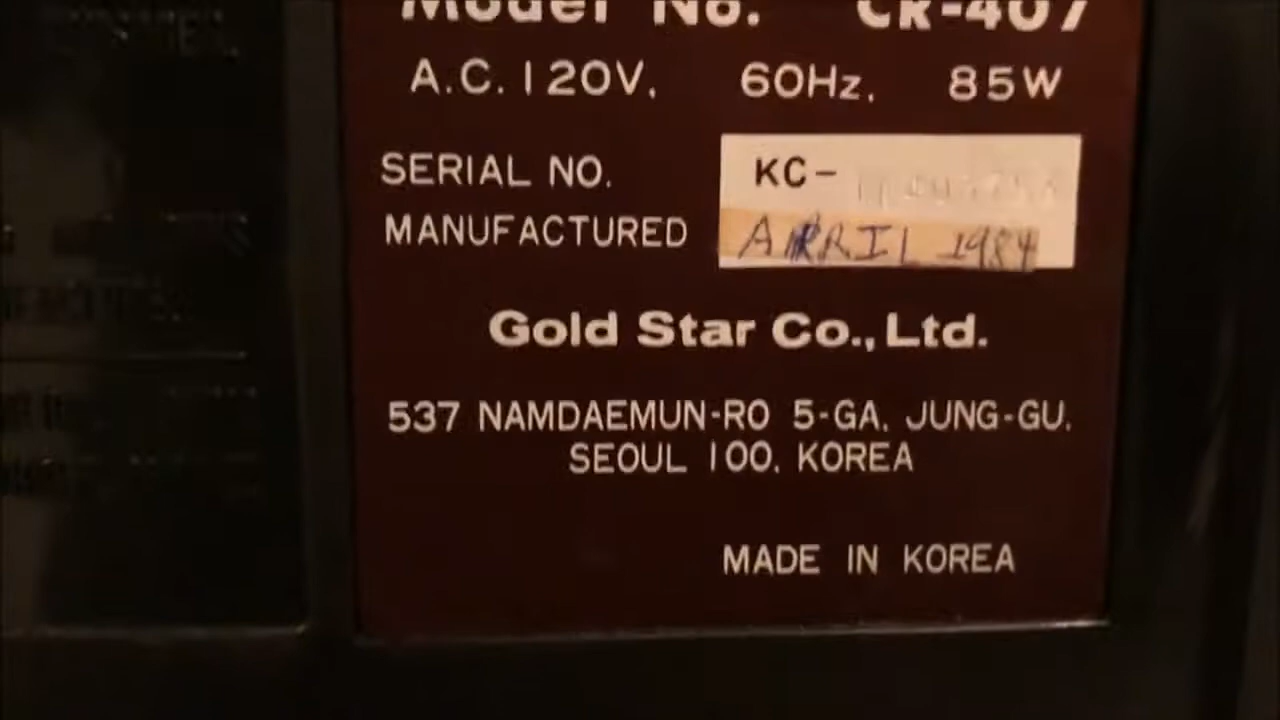 Model No. CR-407
A.C. 120V, 60Hz, 85W
SERIAL NO. KC-
MANUFACTURED APRIL 1984
Gold Star Co., Ltd.
537 NAMDAEMUN-RO 5-GA, JUNG-GU,
SEOUL 100, KOREA
MADE IN KOREA